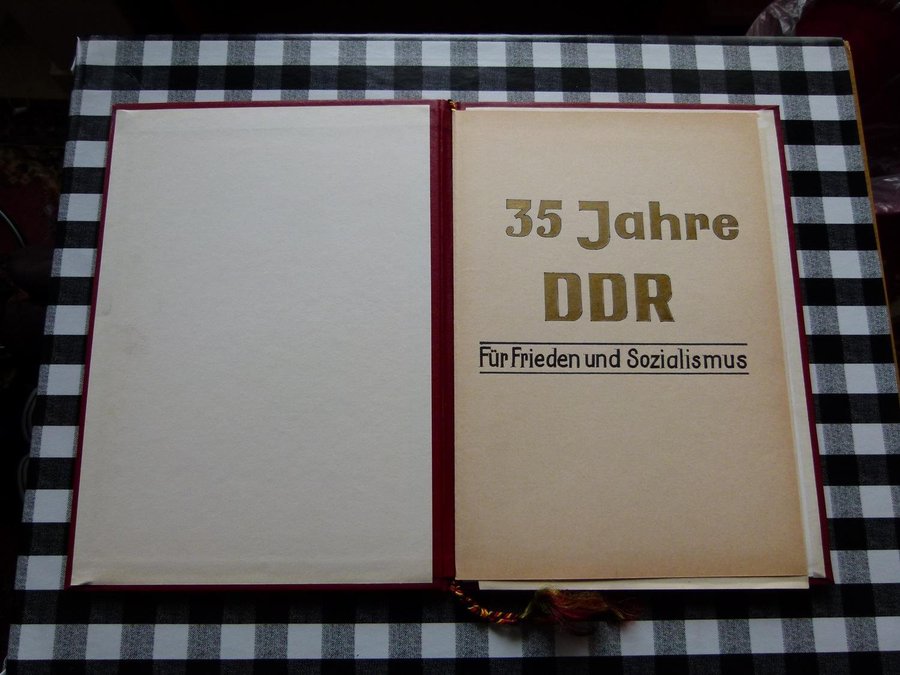 35 Jahre
DDR
Für Frieden und Sozialismus